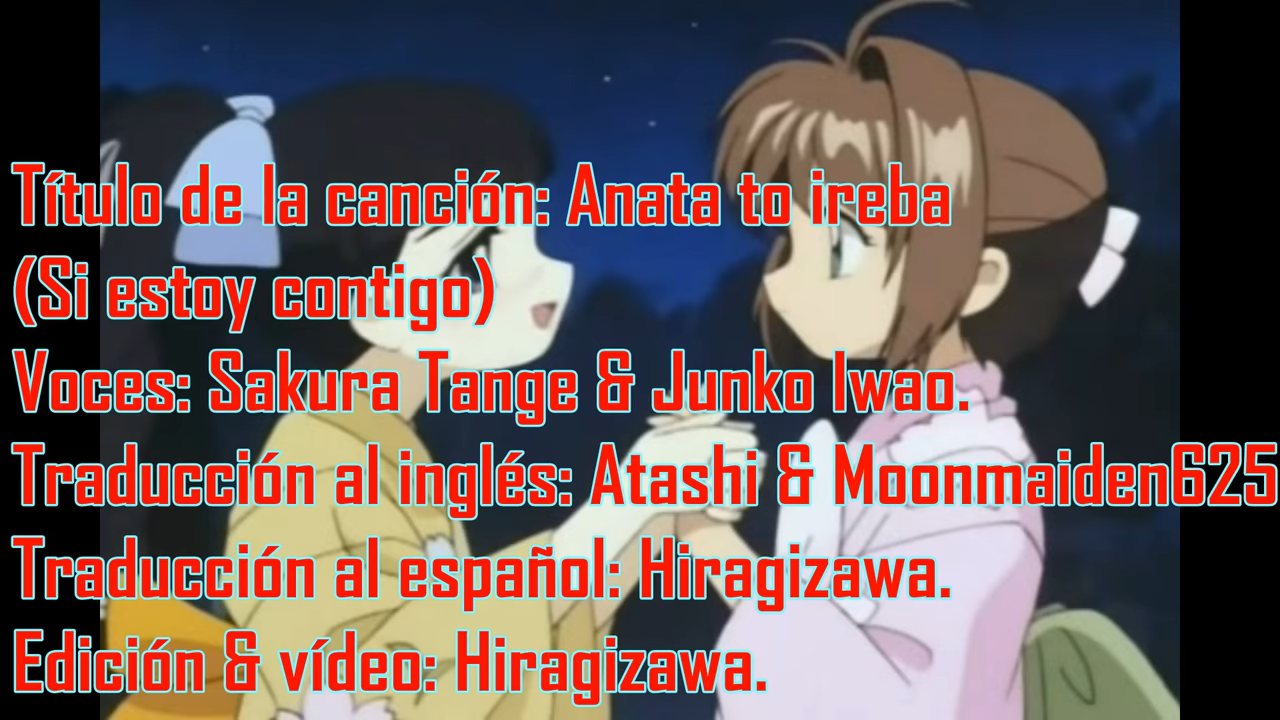 Título de la canción: Anata to ireba
(Si estoy contigo)
Voces: Sakura Tange & Junko Iwao.
Traducción al inglés: Atashi & Moonmaiden625
Traducción al español: Hiragizawa.
Edición & vídeo: Hiragizawa.